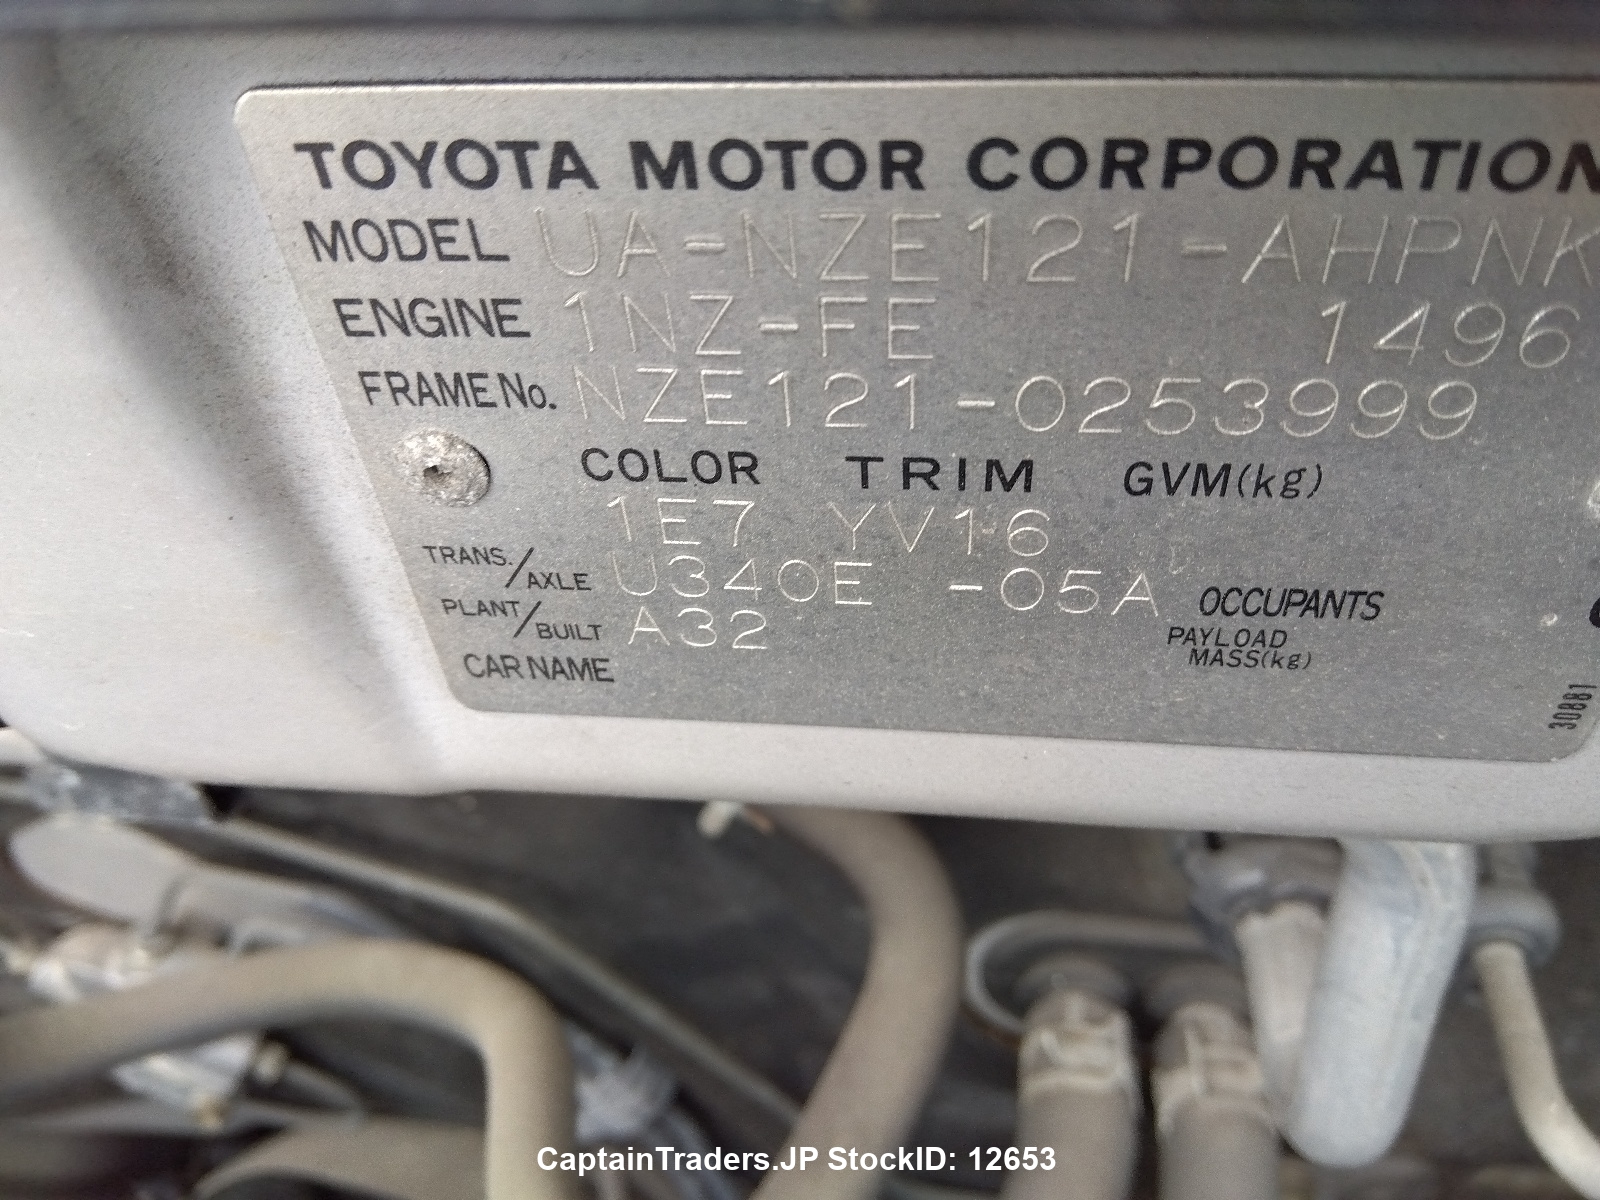 TOYOTA MOTOR CORPORATION
MODEL UA-NZE121-AHPNK
ENGINE 1NZ-FE 1496
FRAME No. NZE121-0253999
COLOR TRIM GVM(kg)
1E7 YV16
TRANS./AXLE U340E -05A
OCCUPANTS
PLANT/BUILT A32
PAYLOAD
MASS(kg)
CAR NAME
30881
CaptainTraders.JP StockID: 12653